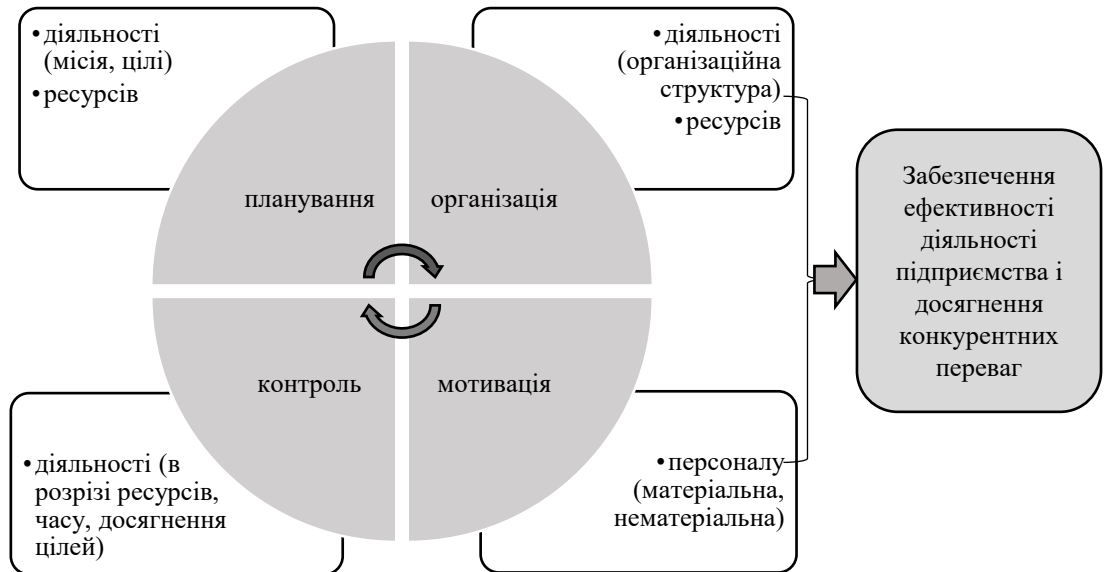 •діяльності
(місія, цілі)
•ресурсів
•діяльності
(організаційна
структура)
•ресурсів
планування
організація
контроль
мотивація
•діяльності (в
розрізі ресурсів,
часу, досягнення
цілей)
•персоналу
(матеріальна,
нематеріальна)
Забезпечення
ефективності
діяльності
підприємства і
досягнення
конкурентних
переваг